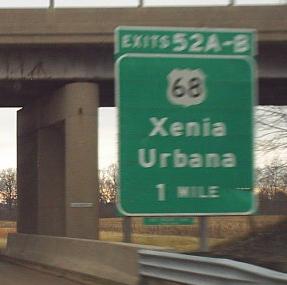 EXITS 52A-B
68
Xenia
Urbana
1 MILE